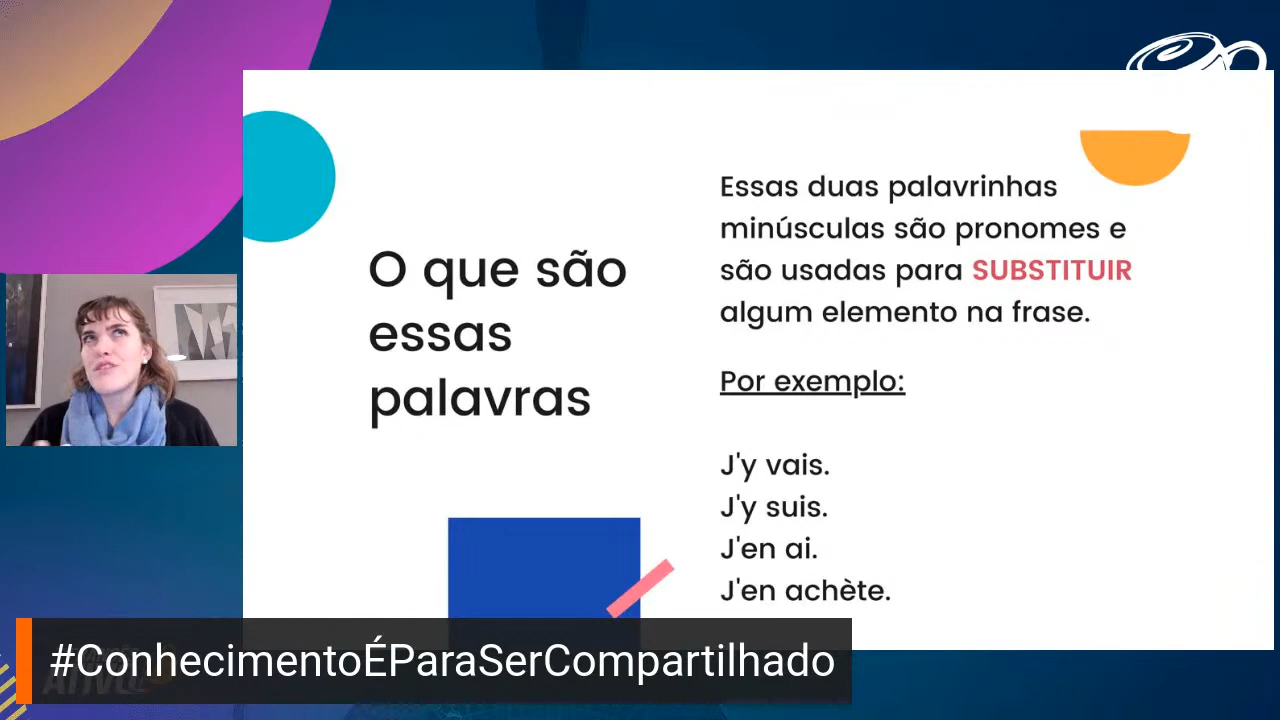 O que são
essas
palavras
Essas duas palavrinhas
minúsculas são pronomes e
são usadas para SUBSTITUIR
algum elemento na frase.
Por exemplo:
J'y vais.
J'y suis.
J'en ai.
J'en achète.
#ConhecimentoÉParaSerCompartilhado